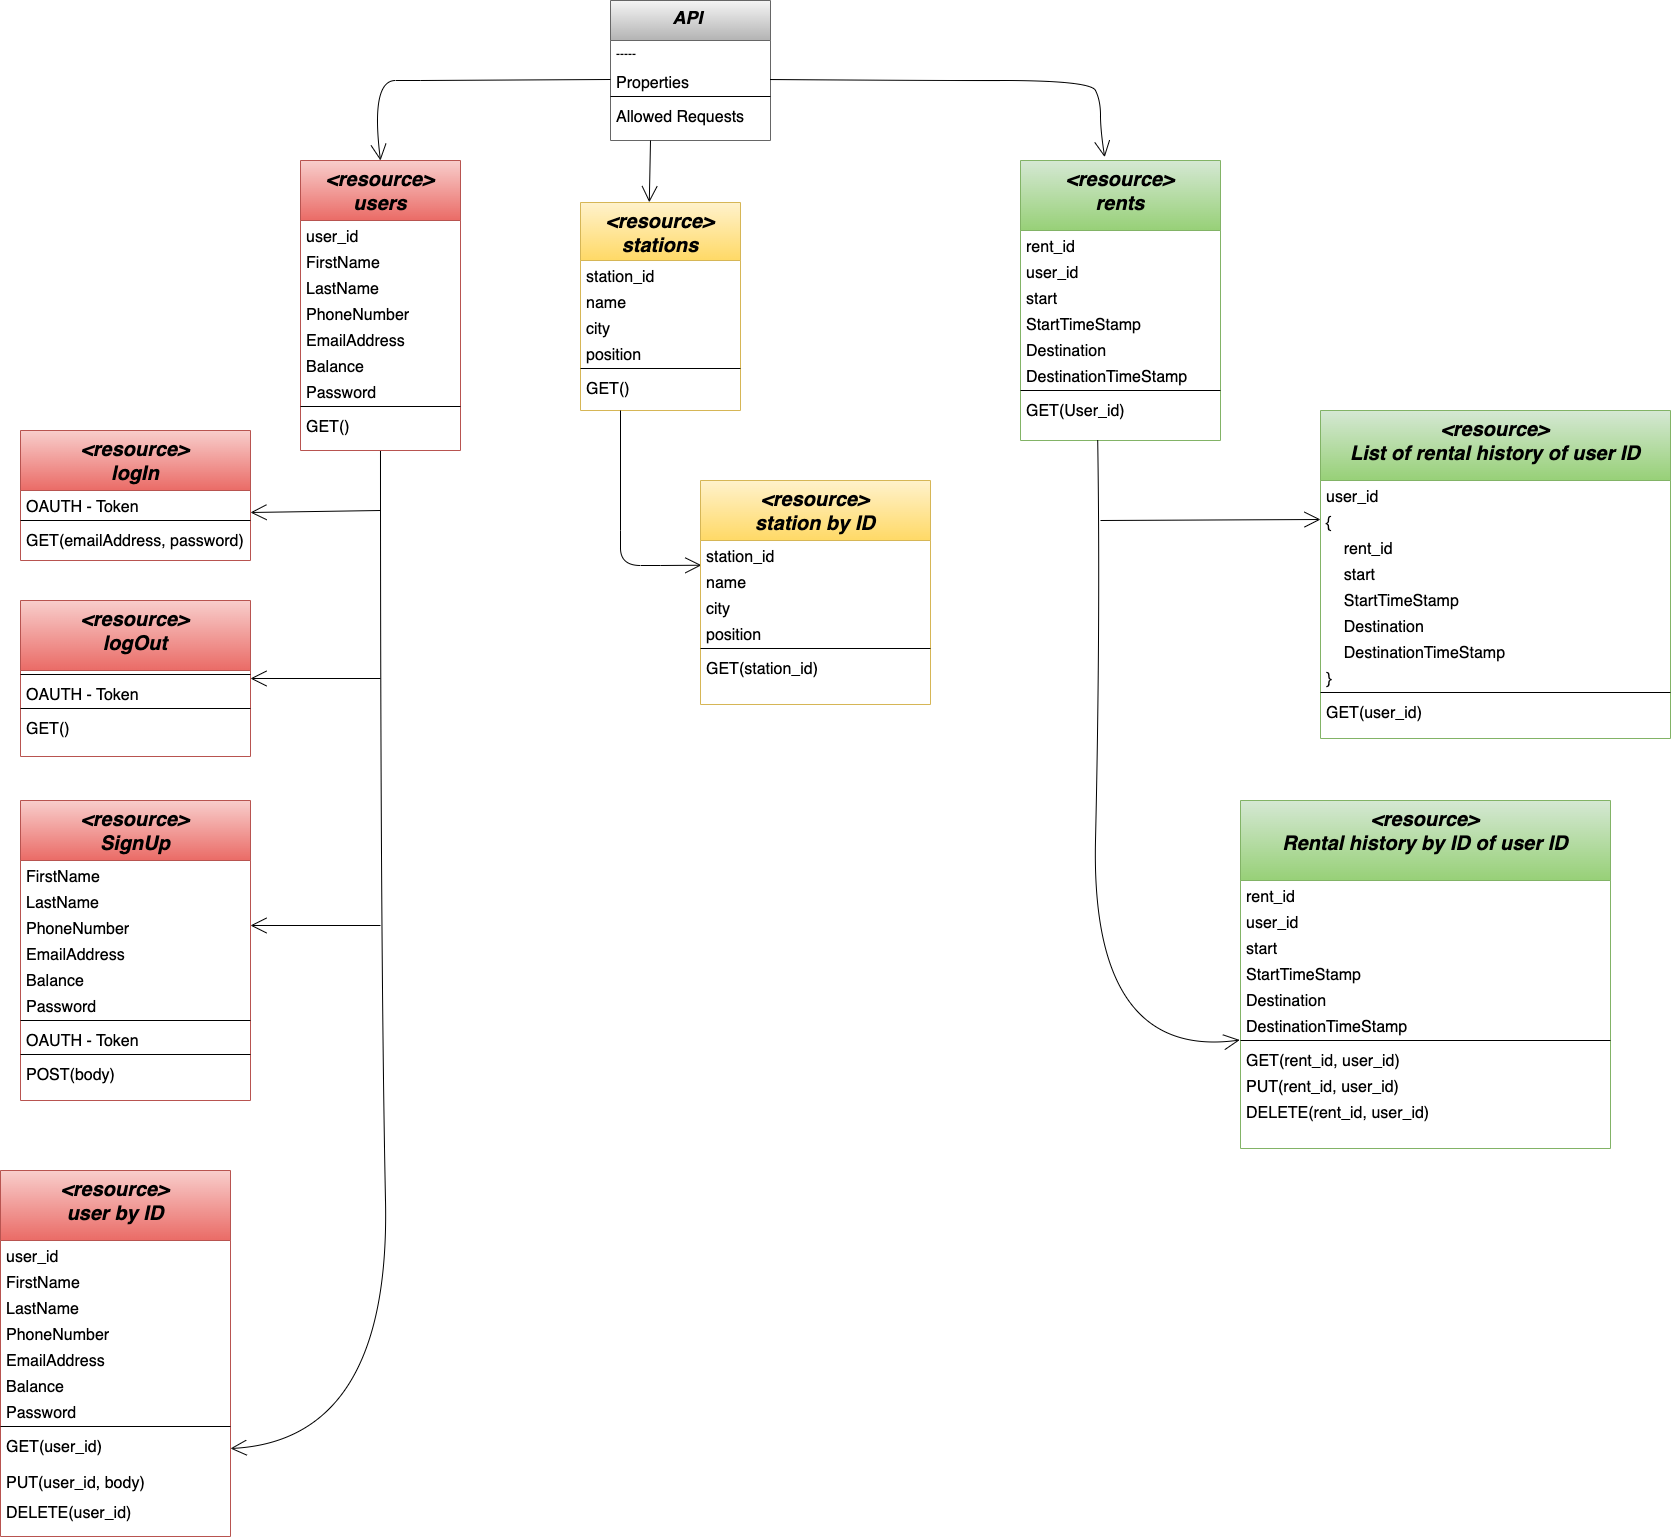 API
-----
Properties
Allowed Requests
<resource>
users
user_id
FirstName
LastName
PhoneNumber
EmailAddress
Balance
Password
GET()
<resource>
stations
station_id
name
city
position
GET()
<resource>
rents
rent_id
user_id
start
StartTimeStamp
Destination
DestinationTimeStamp
GET(User_id)
<resource>
logIn
OAUTH - Token
GET(emailAddress, password)
<resource>
station by ID
station_id
name
city
position
GET(station_id)
<resource>
List of rental history of user ID
user_id
{
rent_id
start
StartTimeStamp
Destination
DestinationTimeStamp
}
GET(user_id)
<resource>
logOut
OAUTH - Token
GET()
<resource>
SignUp
FirstName
LastName
PhoneNumber
EmailAddress
Balance
Password
OAUTH - Token
POST(body)
<resource>
Rental history by ID of user ID
rent_id
user_id
start
StartTimeStamp
Destination
DestinationTimeStamp
GET(rent_id, user_id)
PUT(rent_id, user_id)
DELETE(rent_id, user_id)
<resource>
user by ID
user_id
FirstName
LastName
PhoneNumber
EmailAddress
Balance
Password
GET(user_id)
PUT(user_id, body)
DELETE(user_id)